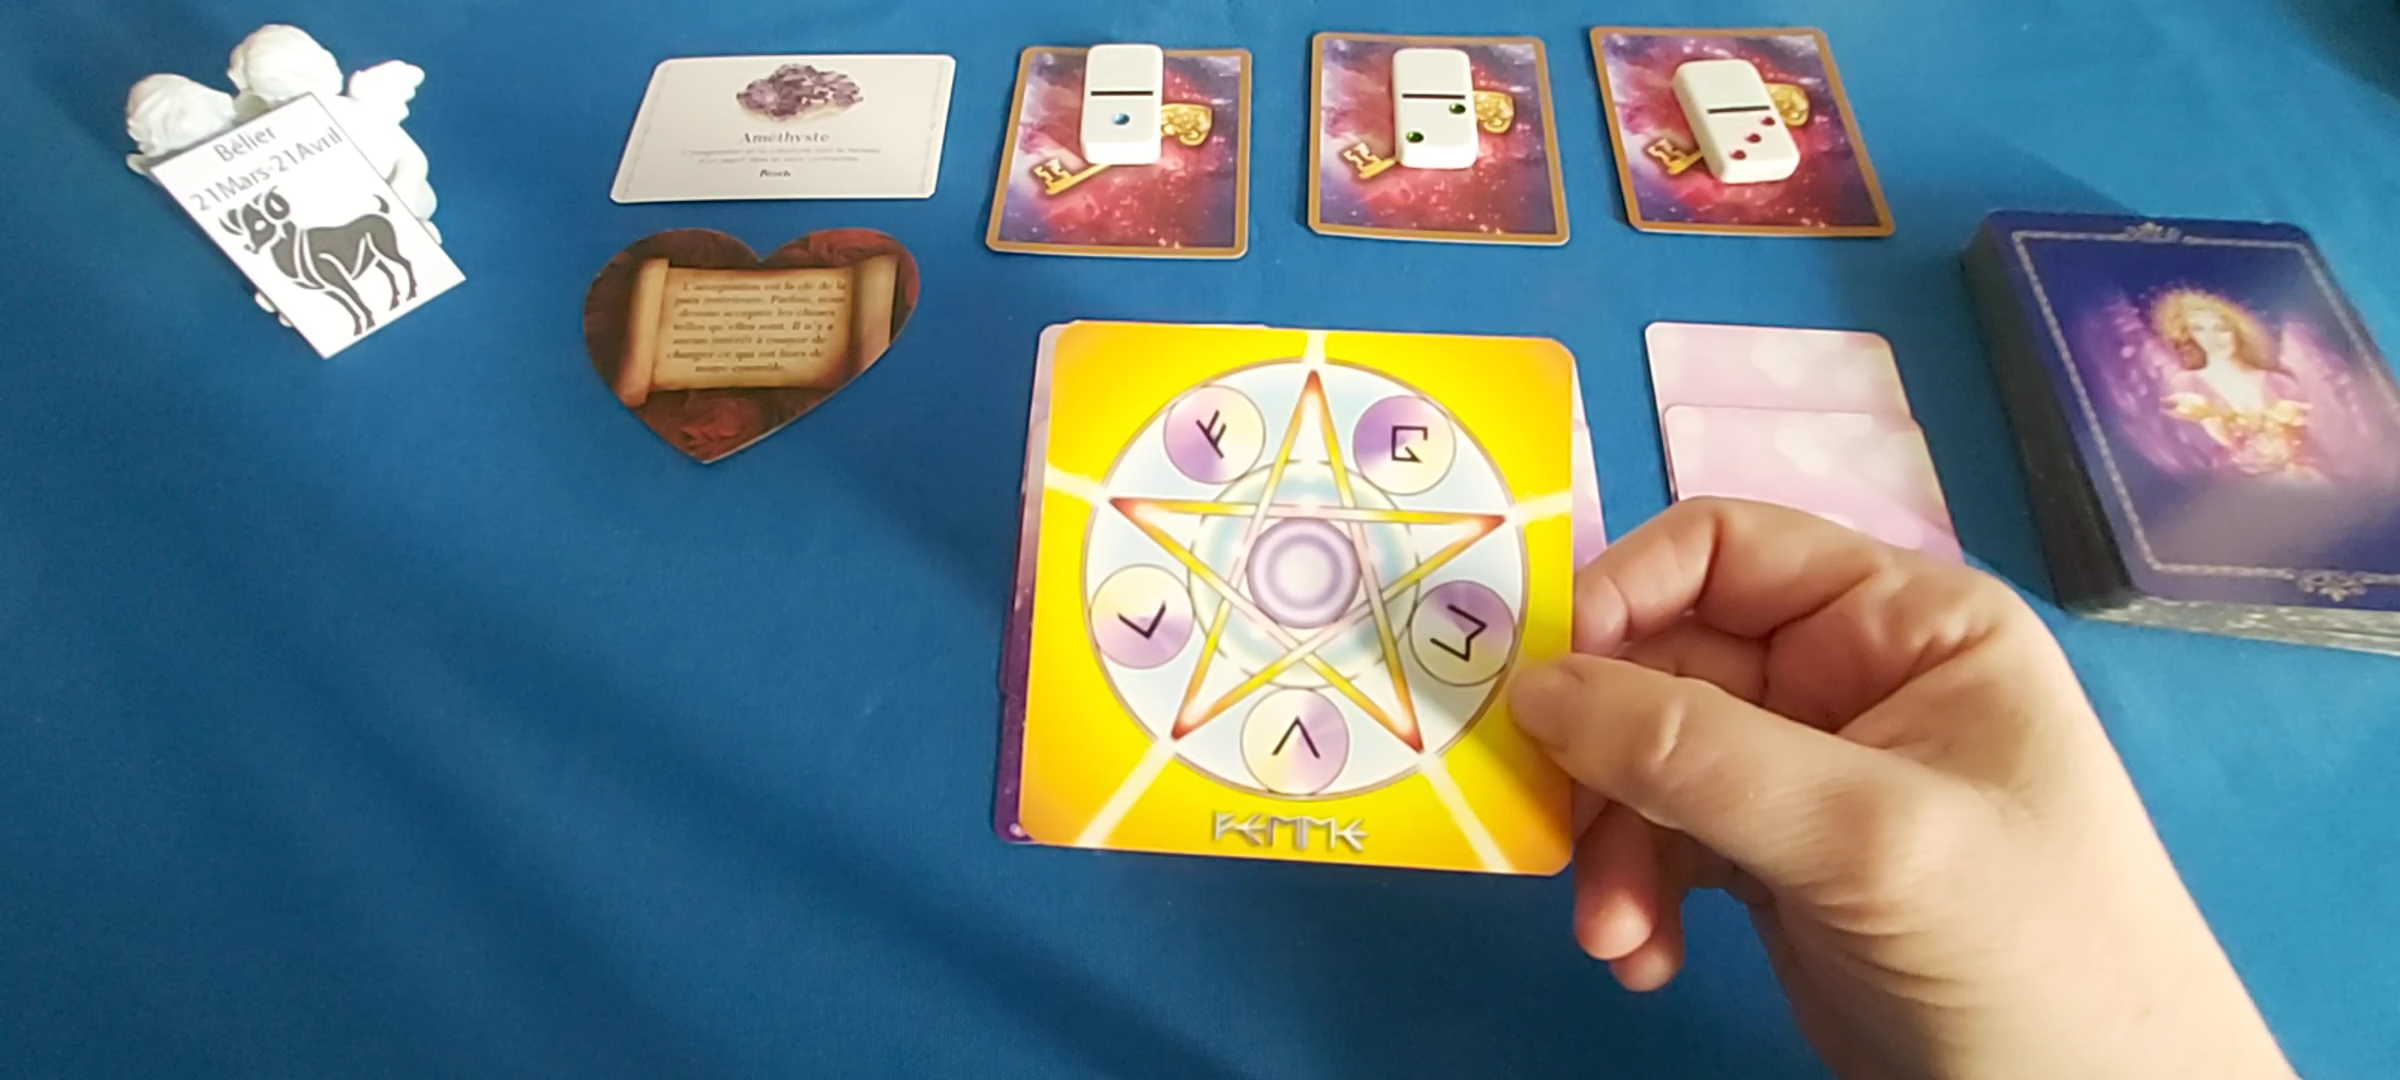 Bélier
21Mars-21Avril
Améthyste
L'acceptation est la clé de la
paix intérieure. Parfois, nous
devons accepter les choses
telles qu'elles sont. Il n'y a
aucun intérêt à essayer de
changer ce qui est hors de
notre contrôle.
FEMME